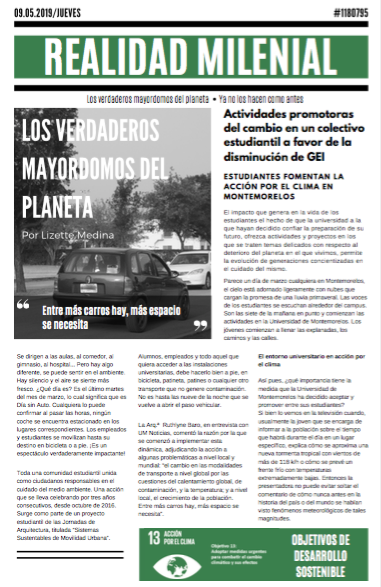 09.05.2019/JUEVES
#1180795
REALIDAD MILENIAL
Los verdaderos mayordomos del planeta • Ya no los hacen como antes
LOS VERDADEROS
MAYORDOMOS DEL
PLANETA
Por Lizette Medina
“ Entre más carros hay, más espacio
se necesita ”
Actividades promotoras
del cambio en un colectivo
estudiantil a favor de la
disminución de GEI
ESTUDIANTES FOMENTAN LA
ACCIÓN POR EL CLIMA EN
MONTEMORELOS
El impacto que genera en la vida de los
estudiantes el hecho de que la universidad a la
que hayan decidido confiar la preparación de su
futuro, ofrezca actividades y proyectos en los
que se traten temas delicados con respecto al
deterioro del planeta en el que vivimos, permite
la evolución de generaciones concientizadas en
el cuidado del mismo.
Parece un día de marzo cualquiera en Montemorelos,
el cielo está adornado ligeramente con nubes que
cargan la promesa de una lluvia primaveral. Las voces
de los estudiantes se escuchan alrededor del campus.
Son las siete de la mañana en punto y comienzan las
actividades en la Universidad de Montemorelos. Los
jóvenes comienzan a llenar las explanadas, los
caminos y las calles.
Se dirigen a las aulas, al comedor, al
gimnasio, al hospital... Pero hay algo
diferente, se puede sentir en el ambiente.
Hay silencio y el aire se siente más
fresco. ¿Qué día es? Es el último martes
del mes de marzo, lo cual significa que es
Día sin Auto. Cualquiera lo puede
confirmar al pasar las horas, ningún
coche se encuentra estacionado en los
lugares correspondientes. Los empleados
y estudiantes se movilizan hasta su
destino en bicicleta o a pie. ¡Es un
espectáculo verdaderamente impactante!
Toda una comunidad estudiantil unida
como ciudadanos responsables en el
cuidado del medio ambiente. Una acción
que se lleva celebrando por tres años
consecutivos, desde octubre de 2016.
Surge como parte de un proyecto
estudiantil de las Jornadas de
Arquitectura, titulada “Sistemas
Sustentables de Movilidad Urbana”.
Alumnos, empleados y todo aquel que
quiera acceder a las instalaciones
universitarias, debe hacerlo bien a pie, en
bicicleta, patineta, patines o cualquier otro
transporte que no genere contaminación.
No es hasta las nueve de la noche que se
vuelve a abrir el paso vehicular.
La Arq.ª Ruthyine Saro, en entrevista con
UM Noticias, comentó la razón por la que
se comenzó a implementar esta
dinámica, adjudicando la acción a
algunas problemáticas a nivel local y
mundial: “el cambio en las modalidades
de transporte a nivel global por las
cuestiones del calentamiento global, de
contaminación, y la temperatura; y a nivel
local, el crecimiento de la población.
Entre más carros hay, más espacio se
necesita”.
El entorno universitario en acción por
el clima
Así pues, ¿qué importancia tiene la
medida que la Universidad de
Montemorelos ha decidido aceptar y
promover entre sus estudiantes?
Si bien lo vemos en la televisión cuando,
usualmente la joven que se encarga de
informar a la población sobre el tiempo
que habrá durante el día en un lugar
específico, explica cómo se aproxima una
nueva tormenta tropical con vientos de
más de 118 k/h o cómo se prevé un
frente frío con temperaturas
extremadamente bajas. Entonces la
presentadora no puede evitar soltar el
comentario de cómo nunca antes en la
historia del país o del mundo se habían
visto fenómenos meteorológicos de tales
magnitudes.
13 ACCIÓN
POR EL CLIMA
Objetivo 13:
Adoptar medidas urgentes
para combatir el cambio
climático y sus efectos
OBJETIVOS DE
DESARROLLO
SOSTENIBLE